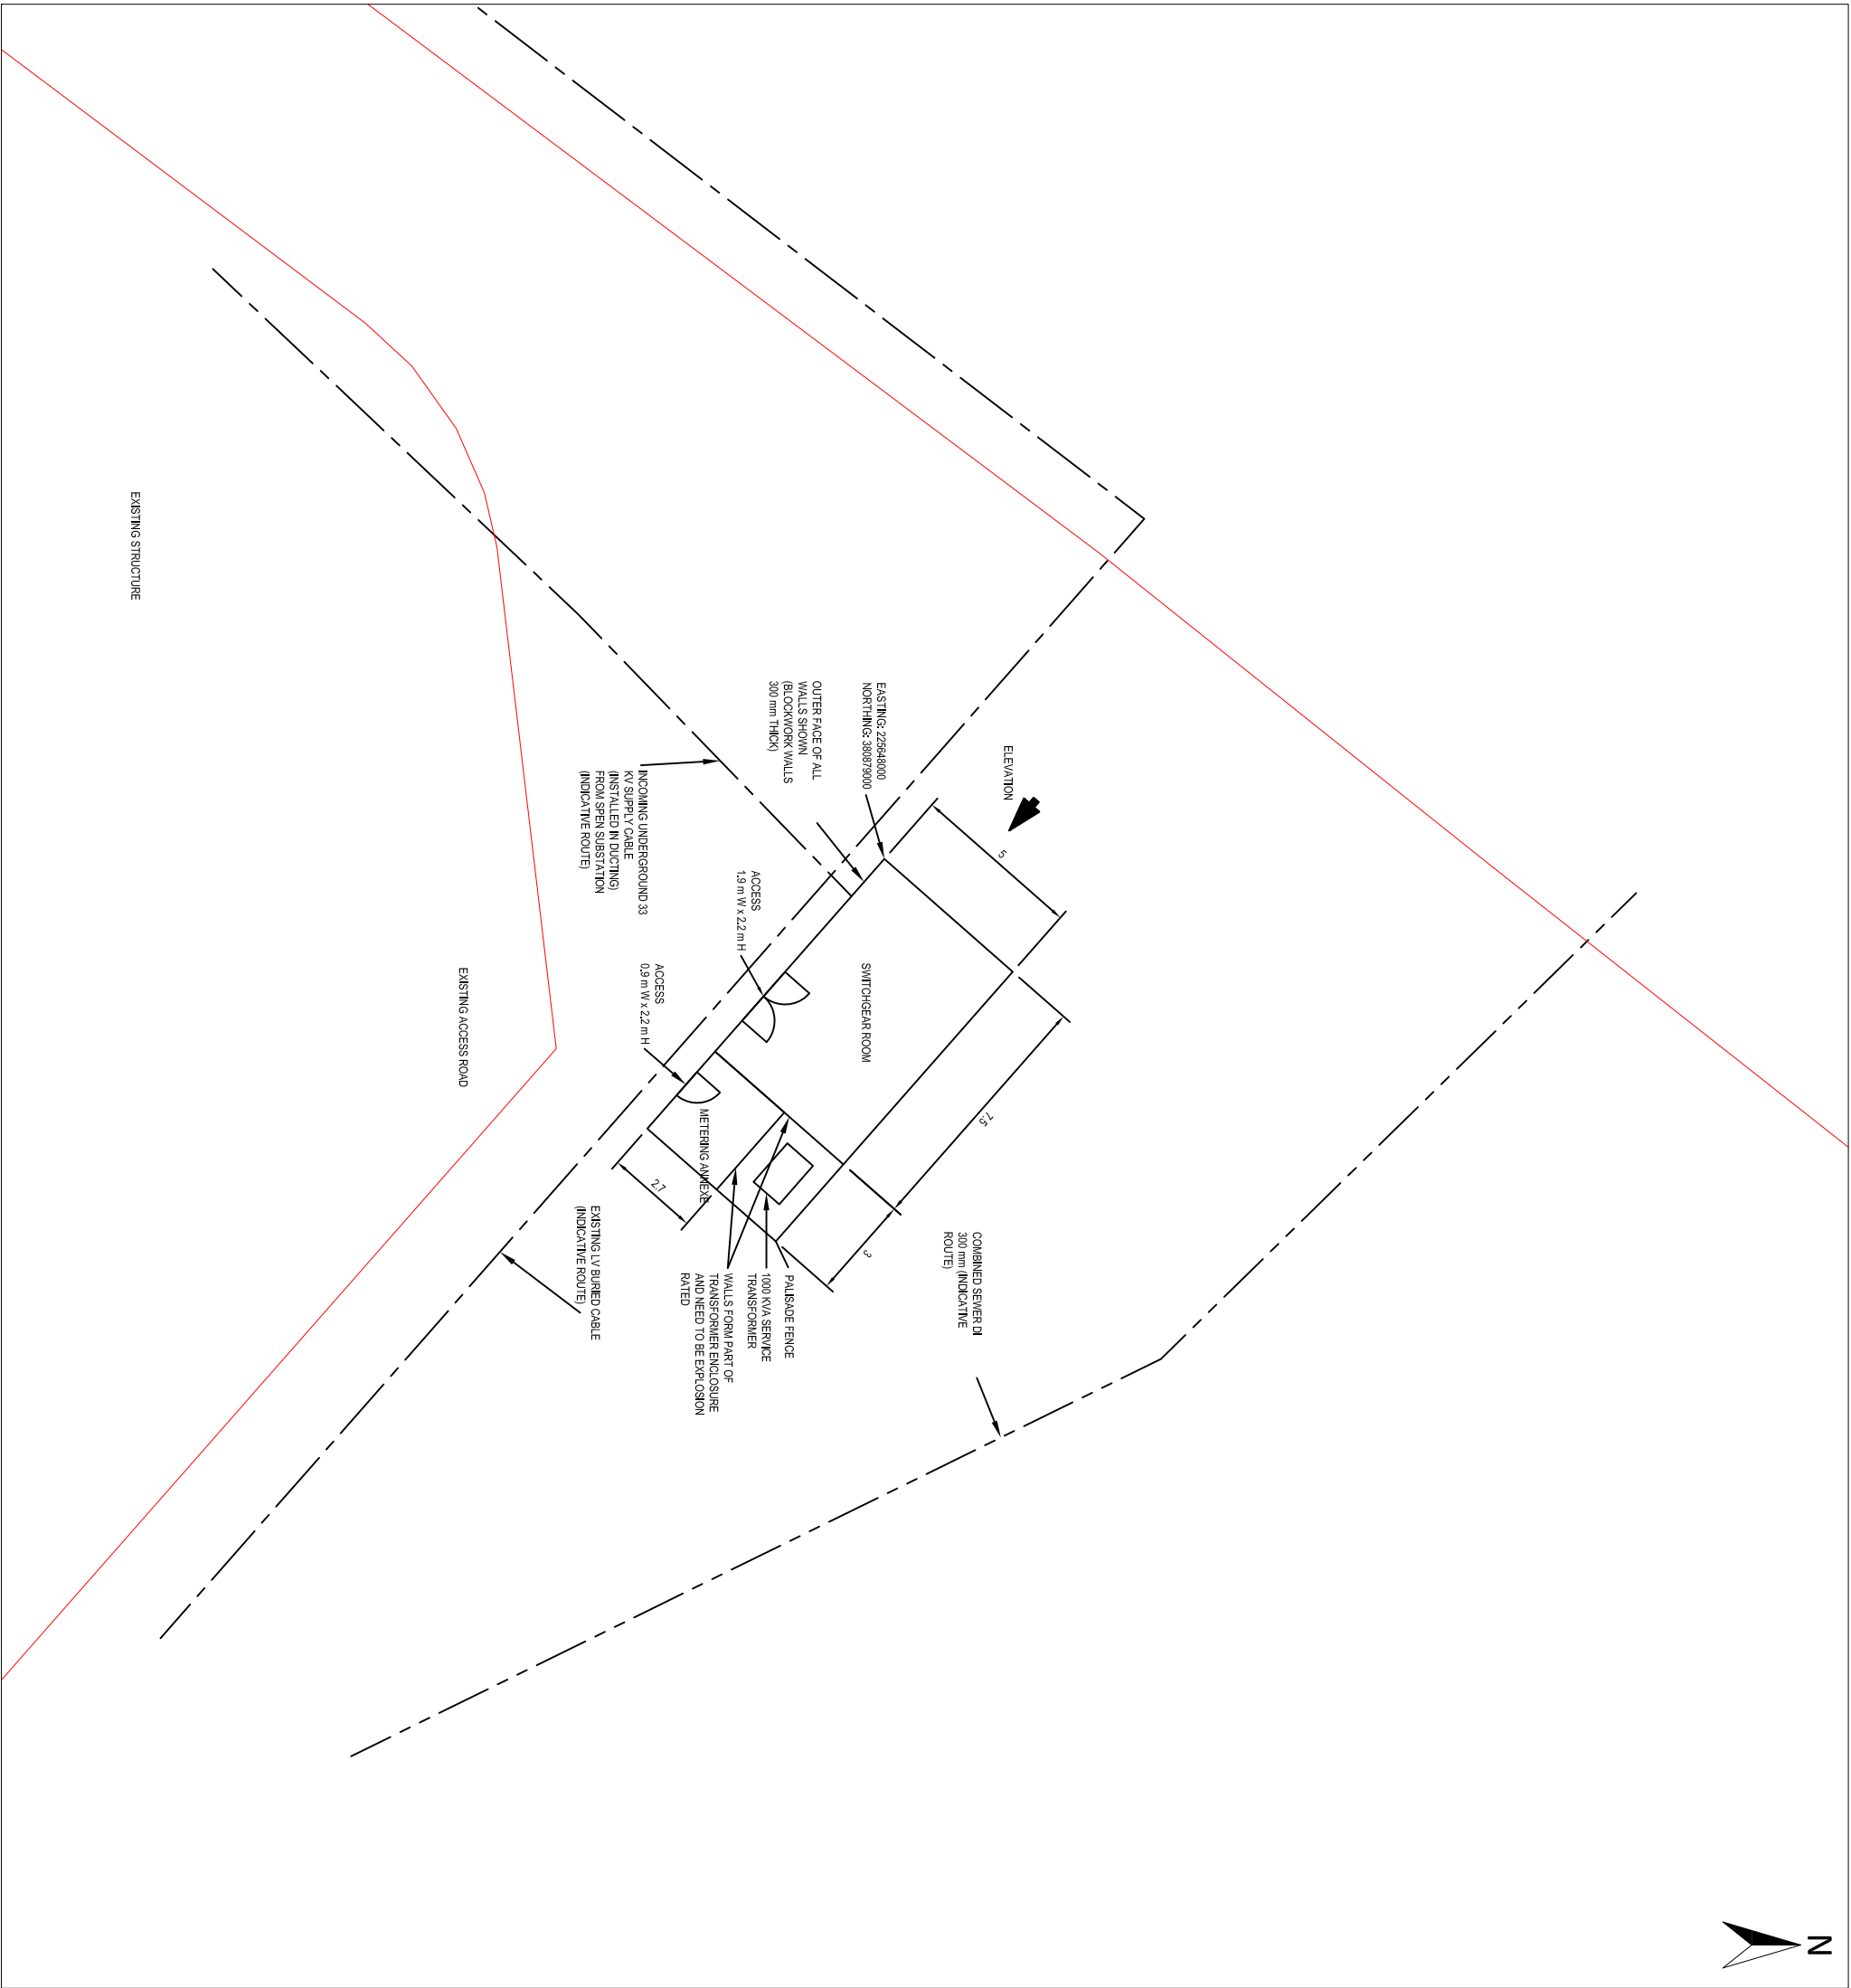 N
ELEVATION
5
7.5
3
2.7
EASTING: 225648000
NORTHING: 380879000
OUTER FACE OF ALL
WALLS SHOWN
(BLOCKWORK WALLS
300 mm THICK)
SWITCHGEAR ROOM
COMBINED SEWER DI
300 mm (INDICATIVE
ROUTE)
ACCESS
1.9 m W x 2.2 m H
INCOMING UNDERGROUND 33
KV SUPPLY CABLE
(INSTALLED IN DUCTING)
FROM SPEN SUBSTATION
(INDICATIVE ROUTE)
ACCESS
0.9 m W x 2.2 m H
METERING ANNEXE
PALISADE FENCE
1000 KVA SERVICE
TRANSFORMER
WALLS FORM PART OF
TRANSFORMER ENCLOSURE
AND NEED TO BE EXPLOSION
RATED
EXISTING LV BURIED CABLE
(INDICATIVE ROUTE)
EXISTING ACCESS ROAD
EXISTING STRUCTURE